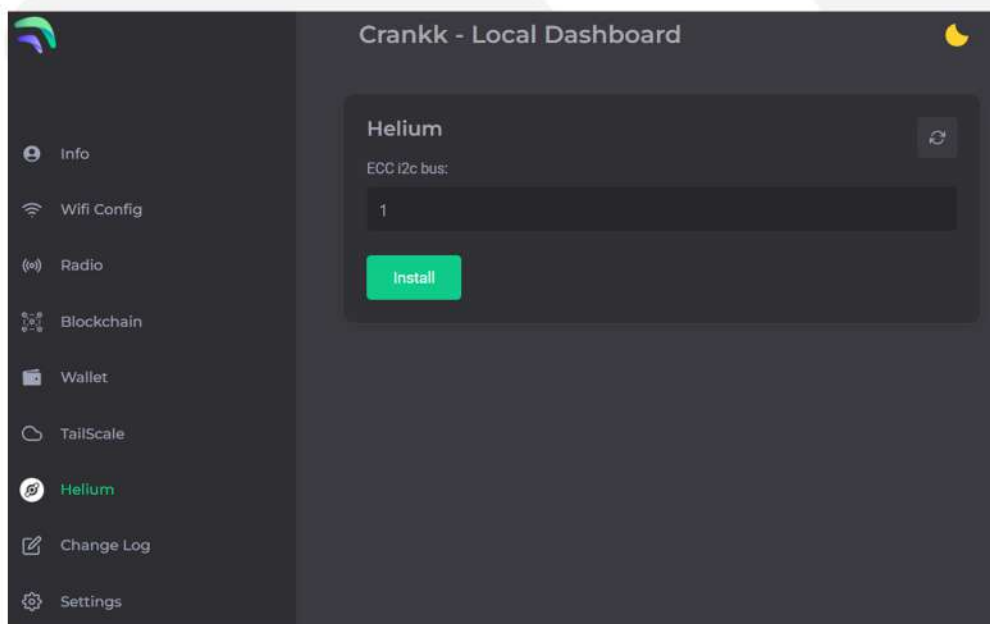 Crankk - Local Dashboard
Info
Wifi Config
Radio
Blockchain
Wallet
TailScale
Helium
Change Log
Settings
Helium
ECC i2c bus:
1
Install